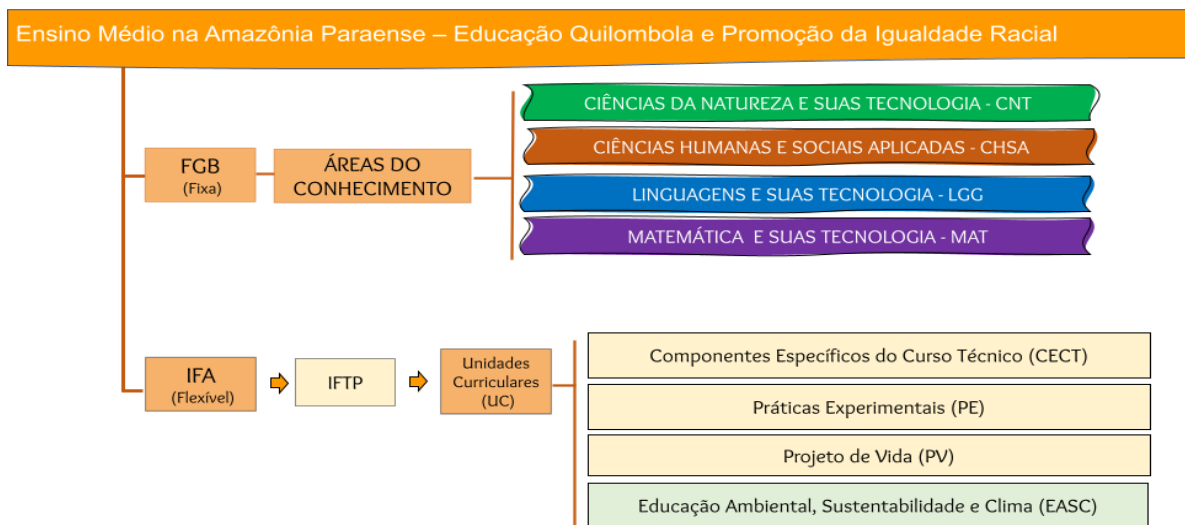 Ensino Médio na Amazônia Paraense – Educação Quilombola e Promoção da Igualdade Racial
CIÊNCIAS DA NATUREZA E SUAS TECNOLOGIA - CNT
CIÊNCIAS HUMANAS E SOCIAIS APLICADAS - CHSA
FGB
(Fixa)
ÁREAS DO
CONHECIMENTO
LINGUAGENS E SUAS TECNOLOGIA - LGG
MATEMÁTICA E SUAS TECNOLOGIA - MAT
IFA
(Flexível)
IFTP
Unidades
Curriculares
(UC)
Componentes Específicos do Curso Técnico (CECT)
Práticas Experimentais (PE)
Projeto de Vida (PV)
Educação Ambiental, Sustentabilidade e Clima (EASC)